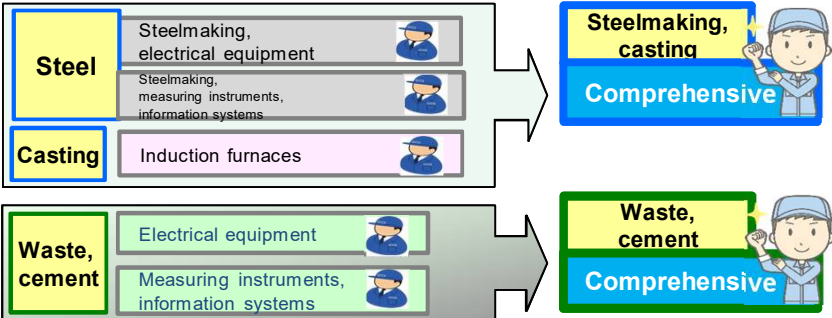 Steel
Steelmaking,
electrical equipment
Steelmaking,
measuring instruments,
information systems
Casting
Induction furnaces
Steelmaking,
casting
Comprehensive
Waste,
cement
Electrical equipment
Measuring instruments,
information systems
Waste,
cement
Comprehensive